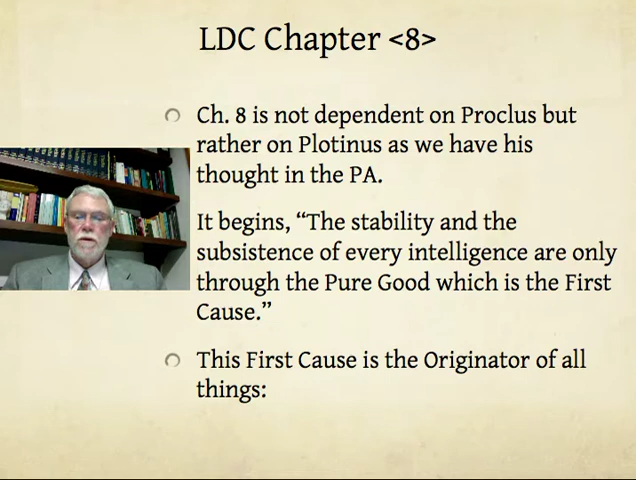 LDC Chapter <8>
Ch. 8 is not dependent on Proclus but
rather on Plotinus as we have his
thought in the PA.
It begins, “The stability and the
subsistence of every intelligence are only
through the Pure Good which is the First
Cause.”
This First Cause is the Originator of all
things: